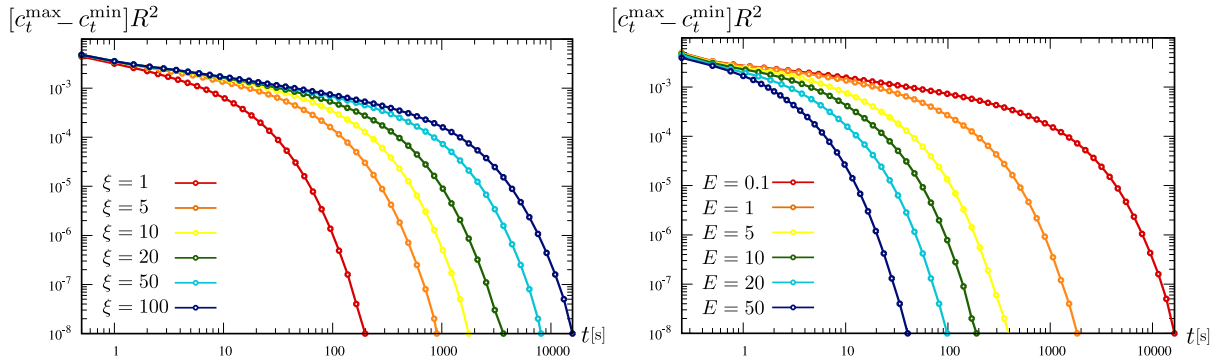 [c_t^max − c_t^min]R²
10⁻³
10⁻⁴
10⁻⁵
10⁻⁶
10⁻⁷
10⁻⁸
ξ = 1
ξ = 5
ξ = 10
ξ = 20
ξ = 50
ξ = 100
1 10 100 1000 10000
t[s]
[c_t^max − c_t^min]R²
10⁻³
10⁻⁴
10⁻⁵
10⁻⁶
10⁻⁷
10⁻⁸
E = 0.1
E = 1
E = 5
E = 10
E = 20
E = 50
1 10 100 1000 10000
t[s]